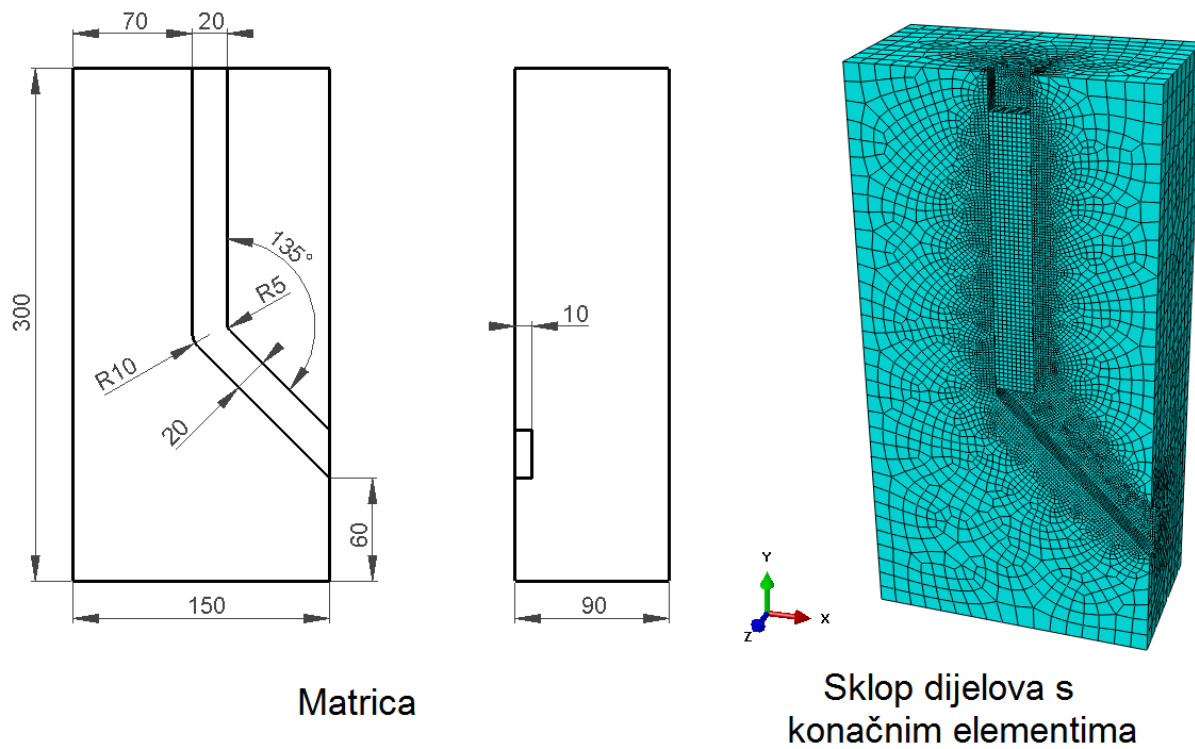 70
20
300
135°
R5
R10
20
10
60
150
90
Y
X
Z
Matrica
Sklop dijelova s
konačnim elementima